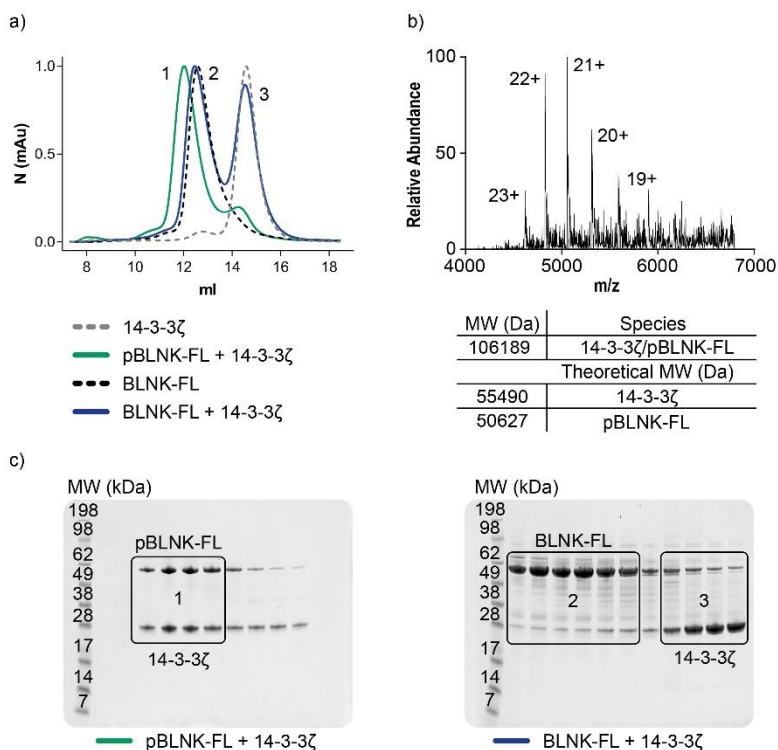 a)
1.0
0.5
0.0
N (mAu)
1
2
3
8
10
12
14
16
18
ml
14-3-3ζ
pBLNK-FL + 14-3-3ζ
BLNK-FL
BLNK-FL + 14-3-3ζ
b)
100
50
0
Relative Abundance
23+
22+
21+
20+
19+
4000
5000
6000
7000
m/z
MW (Da) Species
106189 14-3-3ζ/pBLNK-FL
Theoretical MW (Da)
55490 14-3-3ζ
50627 pBLNK-FL
c)
MW (kDa)
198
98
62
49
38
28
17
14
7
pBLNK-FL
1
14-3-3ζ
pBLNK-FL + 14-3-3ζ
MW (kDa)
198
98
62
49
38
28
17
14
7
BLNK-FL
2
3
14-3-3ζ
BLNK-FL + 14-3-3ζ